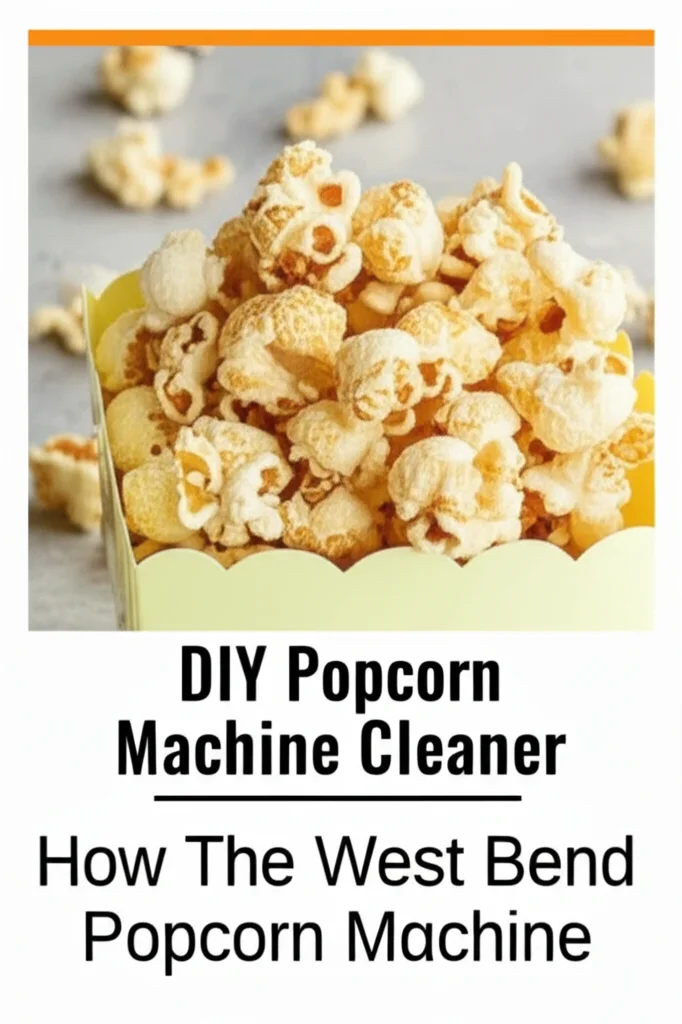 DIY Popcorn
Machine Cleaner
How The West Bend
Popcorn Machine